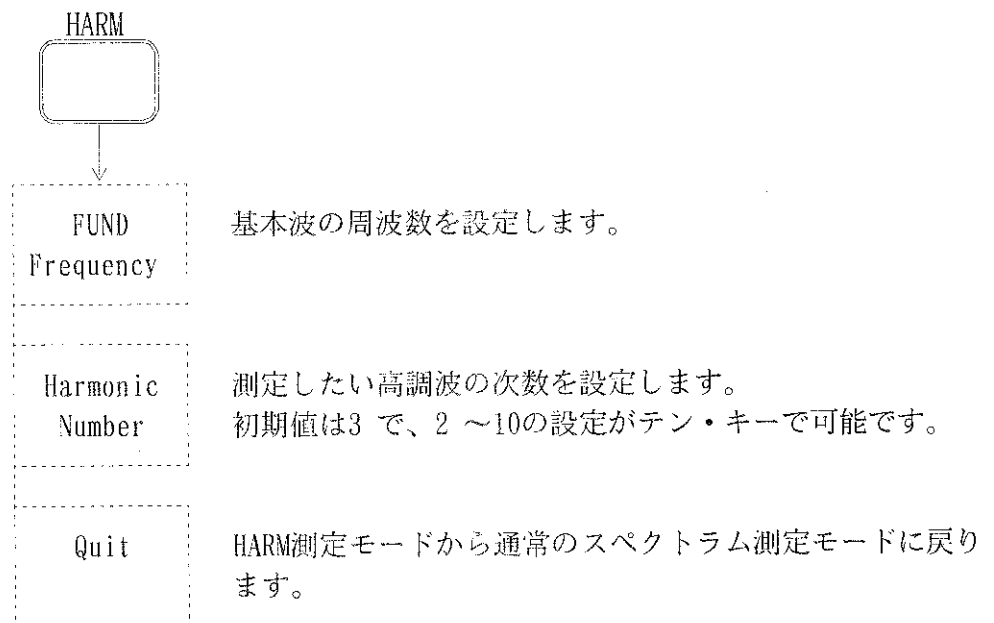 HARM
FUND
Frequency
基本波の周波数を設定します。
Harmonic
Number
測定したい高調波の次数を設定します。
初期値は3 で、2 ～10の設定がテン・キーで可能です。
Quit
HARM測定モードから通常のスペクトラム測定モードに戻り
ます。